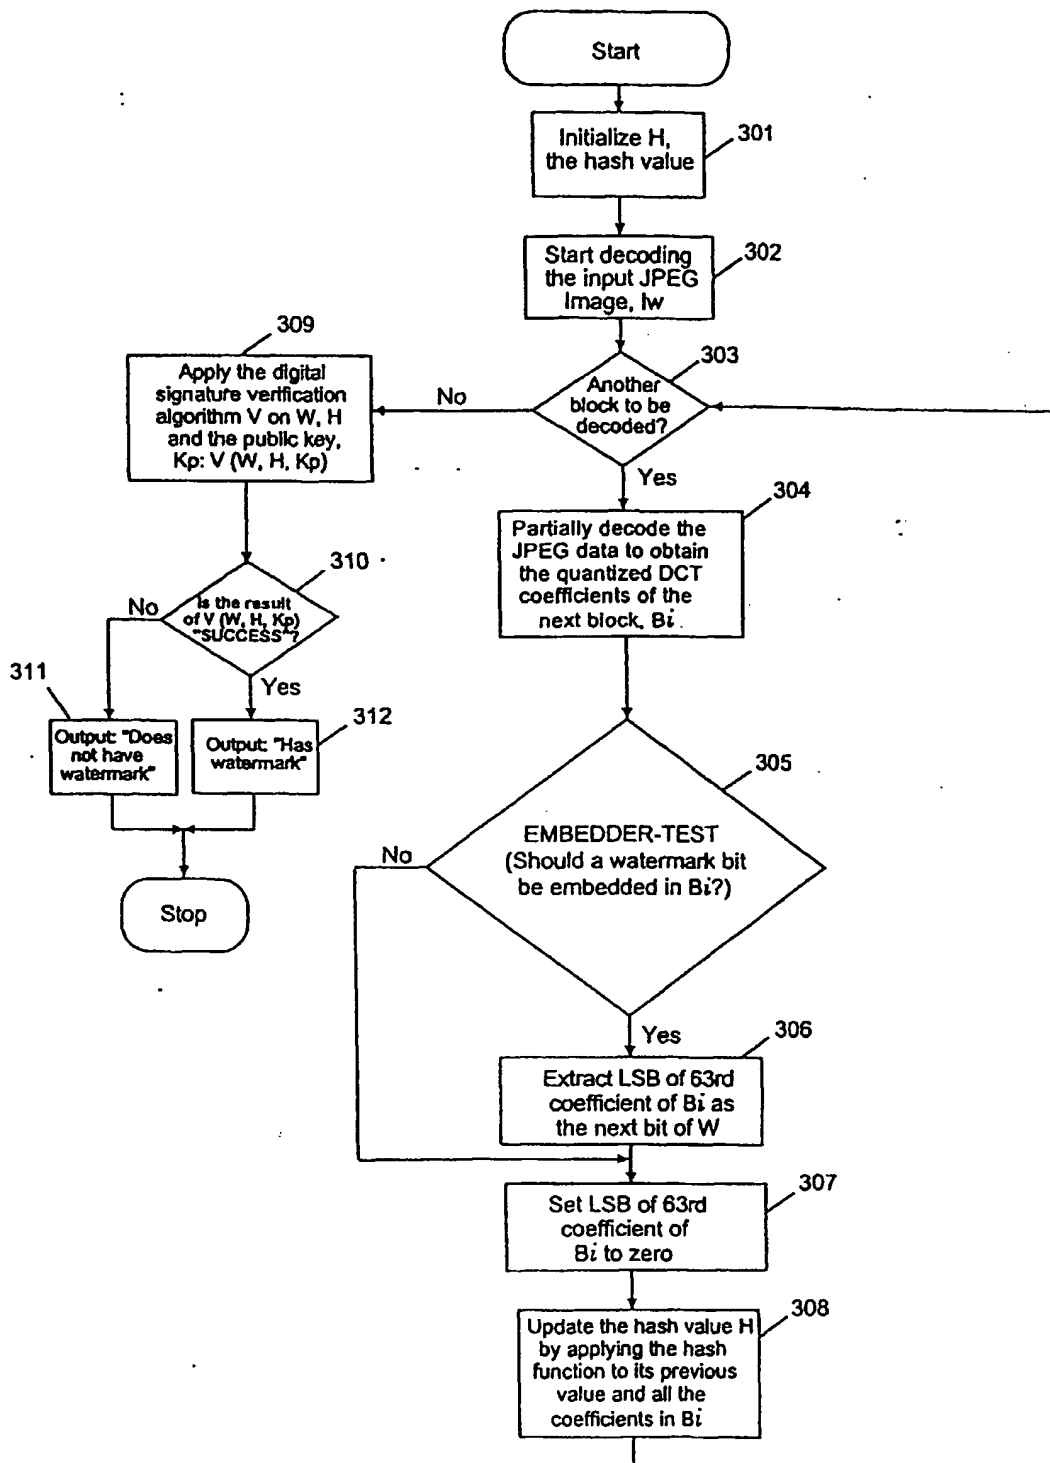 Start
Initialize H,
the hash value
301
Start decoding
the input JPEG
Image, Iw
302
303
Another
block to be
decoded?
No
Yes
309
Apply the digital
signature verification
algorithm V on W, H
and the public key,
Kp: V (W, H, Kp)
304
Partially decode the
JPEG data to obtain
the quantized DCT
coefficients of the
next block, Bi.
310
Is the result
of V (W, H, Kp)
"SUCCESS"?
No
Yes
311
Output: "Does
not have
watermark"
312
Output: "Has
watermark"
Stop
305
EMBEDDER-TEST
(Should a watermark bit
be embedded in Bi?)
No
Yes
306
Extract LSB of 63rd
coefficient of Bi as
the next bit of W
307
Set LSB of 63rd
coefficient of
Bi to zero
308
Update the hash value H
by applying the hash
function to its previous
value and all the
coefficients in Bi